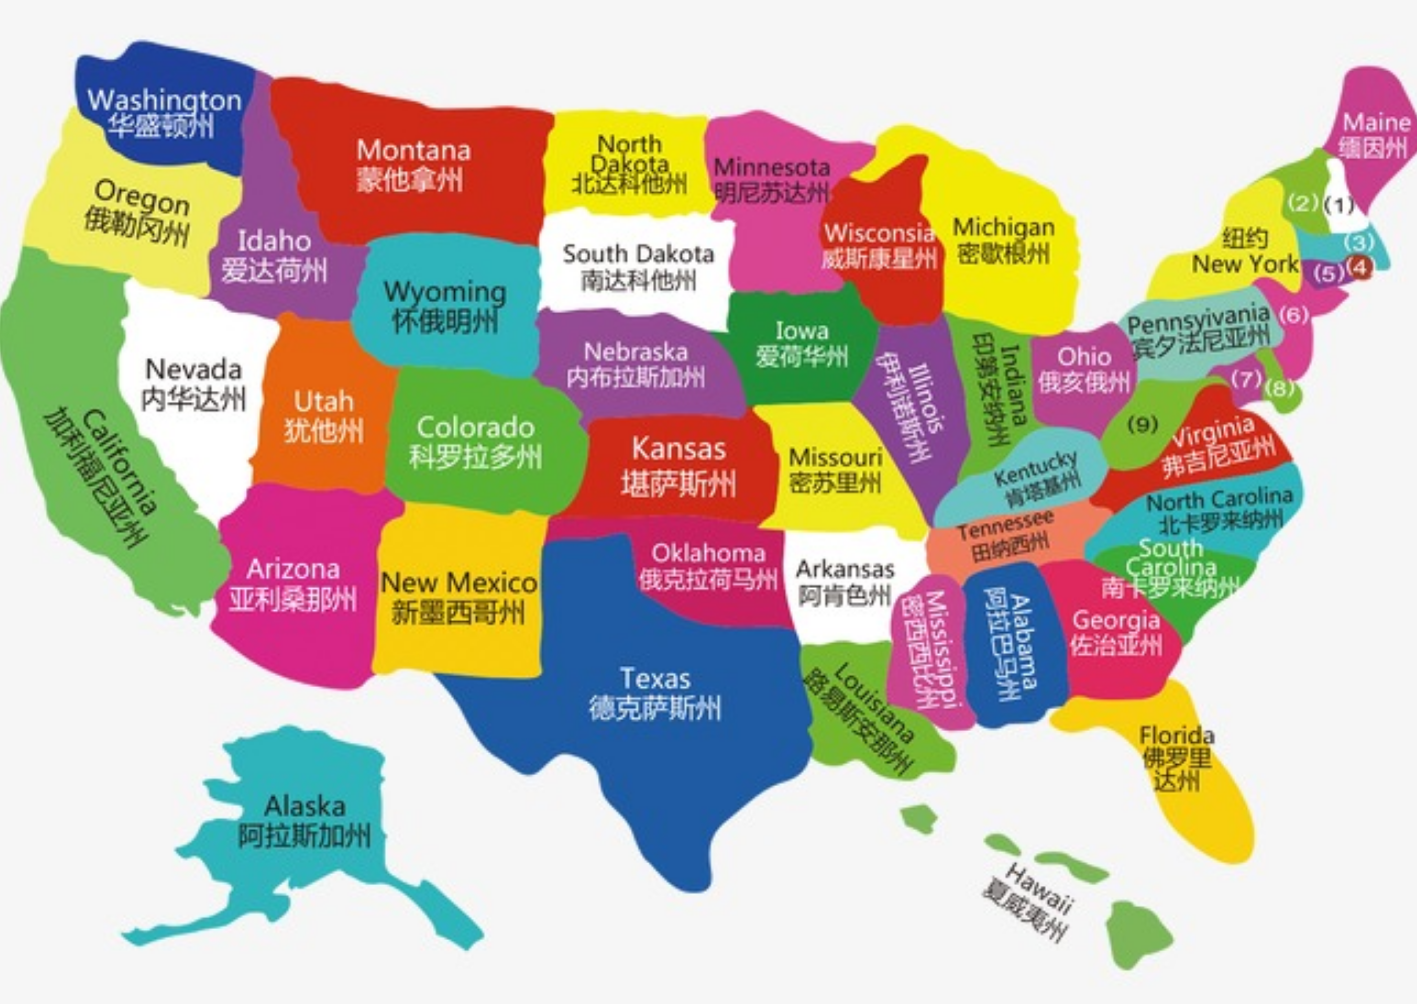 Washington
华盛顿州
Oregon
俄勒冈州
Idaho
爱达荷州
Montana
蒙他拿州
Wyoming
怀俄明州
North
Dakota
北达科他州
South Dakota
南达科他州
Minnesota
明尼苏达州
Wisconsia
威斯康星州
Michigan
密歇根州
Maine
缅因州
(2)
(1)
(3)
(5)
(4
纽约
New York
(6)
Pennsyivania
宾夕法尼亚州
(7)
(8)
(9)
Nevada
内华达州
Utah
犹他州
California
加利福尼亚州
Colorado
科罗拉多州
Nebraska
内布拉斯加州
Iowa
爱荷华州
Illinois
伊利诺斯州
Indiana
印第安纳州
Ohio
俄亥俄州
Kansas
堪萨斯州
Missouri
密苏里州
Kentucky
肯塔基州
Virginia
弗吉尼亚州
North Carolina
北卡罗来纳州
Tennessee
田纳西州
South
Carolina
南卡罗来纳州
Arizona
亚利桑那州
New Mexico
新墨西哥州
Oklahoma
俄克拉荷马州
Arkansas
阿肯色州
Mississippi
密西西比州
Alabama
阿拉巴马州
Georgia
佐治亚州
Texas
德克萨斯州
Louisiana
路易斯安那州
Florida
佛罗里
达州
Alaska
阿拉斯加州
Hawaii
夏威夷州